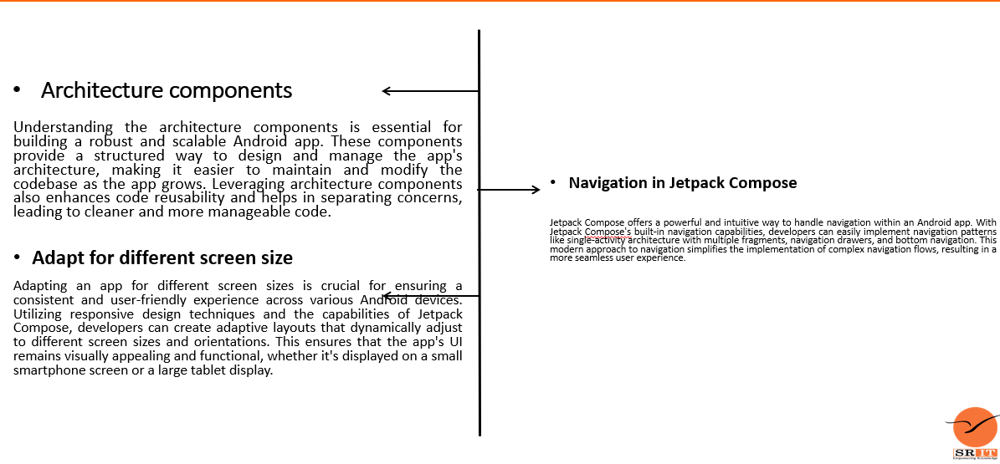 • Architecture components
Understanding the architecture components is essential for
building a robust and scalable Android app. These components
provide a structured way to design and manage the app's
architecture, making it easier to maintain and modify the
codebase as the app grows. Leveraging architecture components
also enhances code reusability and helps in separating concerns,
leading to cleaner and more manageable code.
• Adapt for different screen size
Adapting an app for different screen sizes is crucial for ensuring a
consistent and user-friendly experience across various Android devices.
Utilizing responsive design techniques and the capabilities of Jetpack
Compose, developers can create adaptive layouts that dynamically adjust
to different screen sizes and orientations. This ensures that the app's UI
remains visually appealing and functional, whether it's displayed on a small
smartphone screen or a large tablet display.
• Navigation in Jetpack Compose
Jetpack Compose offers a powerful and intuitive way to handle navigation within an Android app. With
Jetpack Compose's built-in navigation capabilities, developers can easily implement navigation patterns
like single-activity architecture with multiple fragments, navigation drawers, and bottom navigation. This
modern approach to navigation simplifies the implementation of complex navigation flows, resulting in a
more seamless user experience.
SRIT
Empowering Knowledge